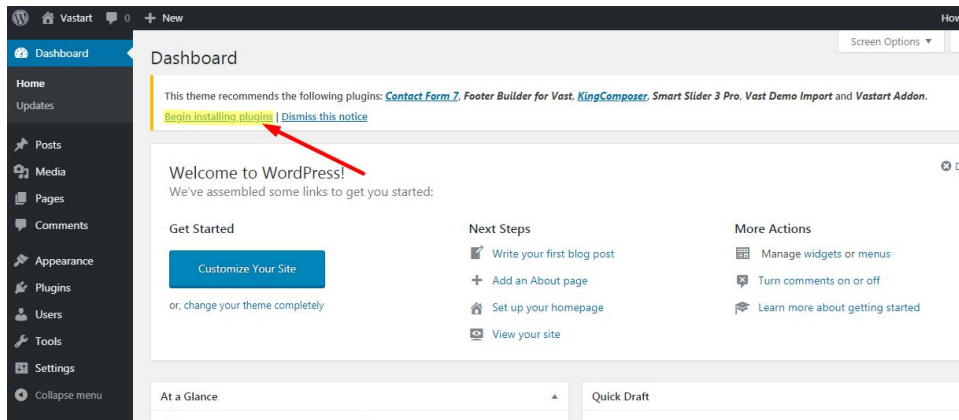 Vastart 0 + New How
Dashboard
Home
Updates
Posts
Media
Pages
Comments
Appearance
Plugins
Users
Tools
Settings
Collapse menu
Screen Options ▼
Dashboard
This theme recommends the following plugins: Contact Form 7, Footer Builder for Vast, KingComposer, Smart Slider 3 Pro, Vast Demo Import and Vastart Addon.
Begin installing plugins | Dismiss this notice
Welcome to WordPress!
We've assembled some links to get you started:
Get Started
Customize Your Site
or, change your theme completely
Next Steps
Write your first blog post
Add an About page
Set up your homepage
View your site
More Actions
Manage widgets or menus
Turn comments on or off
Learn more about getting started
At a Glance
Quick Draft